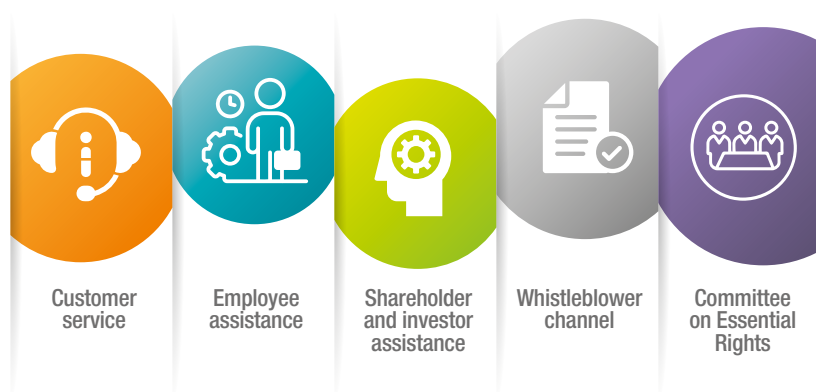 Customer
service
Employee
assistance
Shareholder
and investor
assistance
Whistleblower
channel
Committee
on Essential
Rights